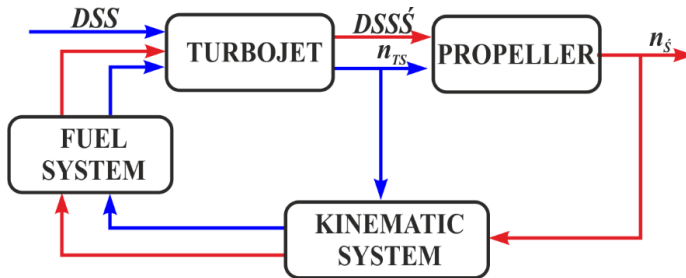 DSS
DSSŚ
TURBOJET
n_TS
PROPELLER
n_Ś
FUEL
SYSTEM
KINEMATIC
SYSTEM